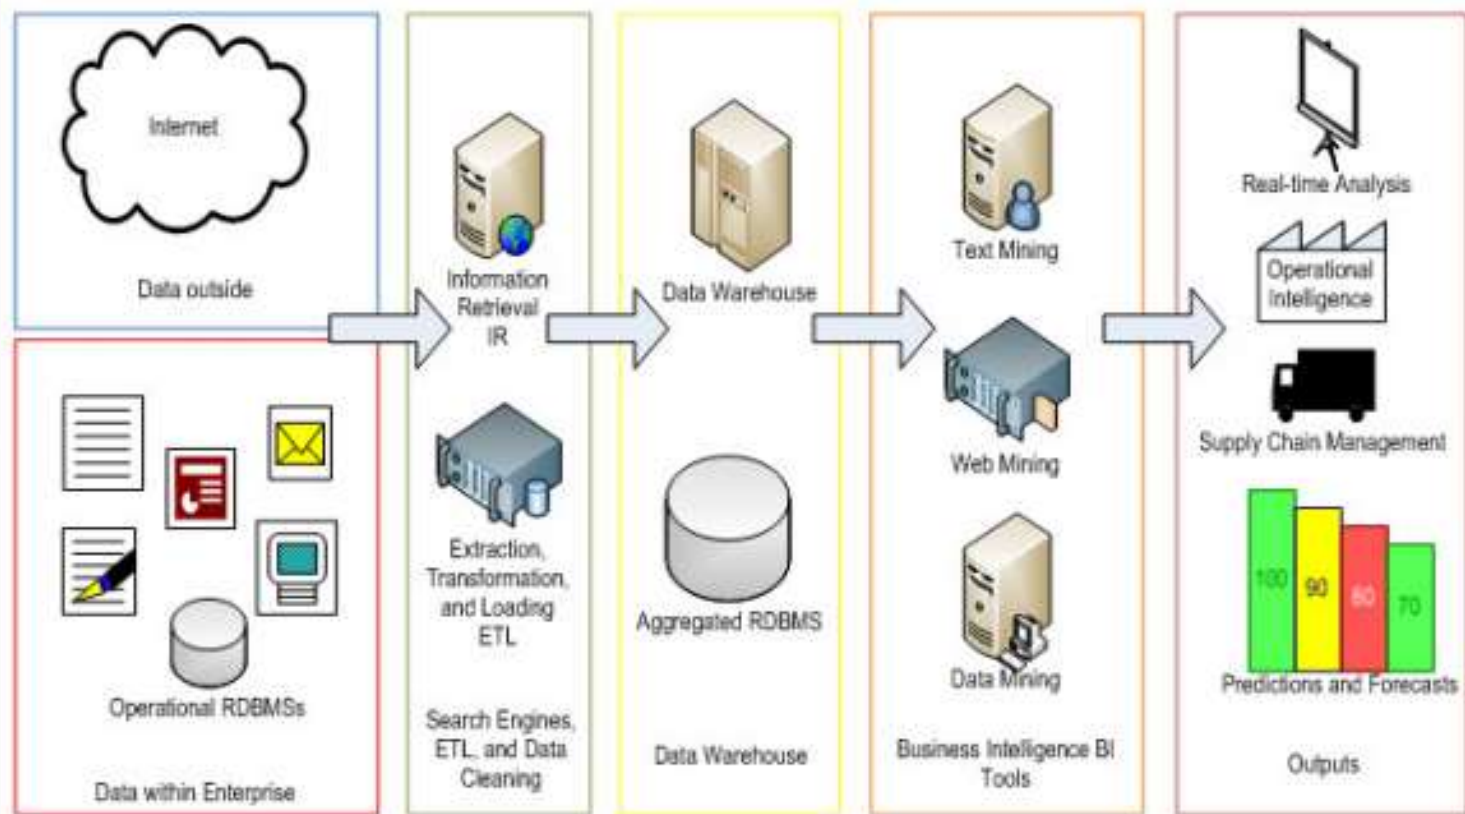 Internet
Data outside
Operational RDBMSs
Data within Enterprise
Information
Retrieval
IR
Extraction,
Transformation,
and Loading
ETL
Search Engines,
ETL, and Data
Cleaning
Data Warehouse
Aggregated RDBMS
Data Warehouse
Text Mining
Web Mining
Data Mining
Business Intelligence BI
Tools
Real-time Analysis
Operational
Intelligence
Supply Chain Management
100
90
80
70
Predictions and Forecasts
Outputs